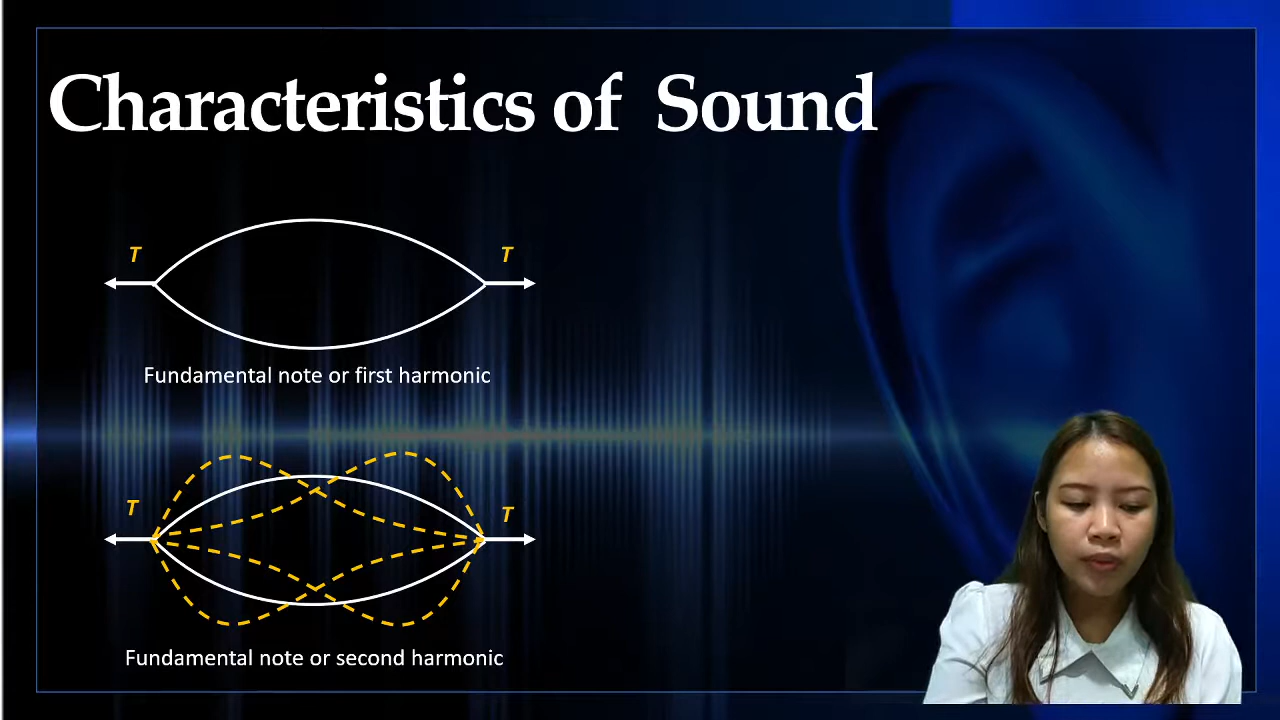 Characteristics of Sound
T T
Fundamental note or first harmonic
T T
Fundamental note or second harmonic